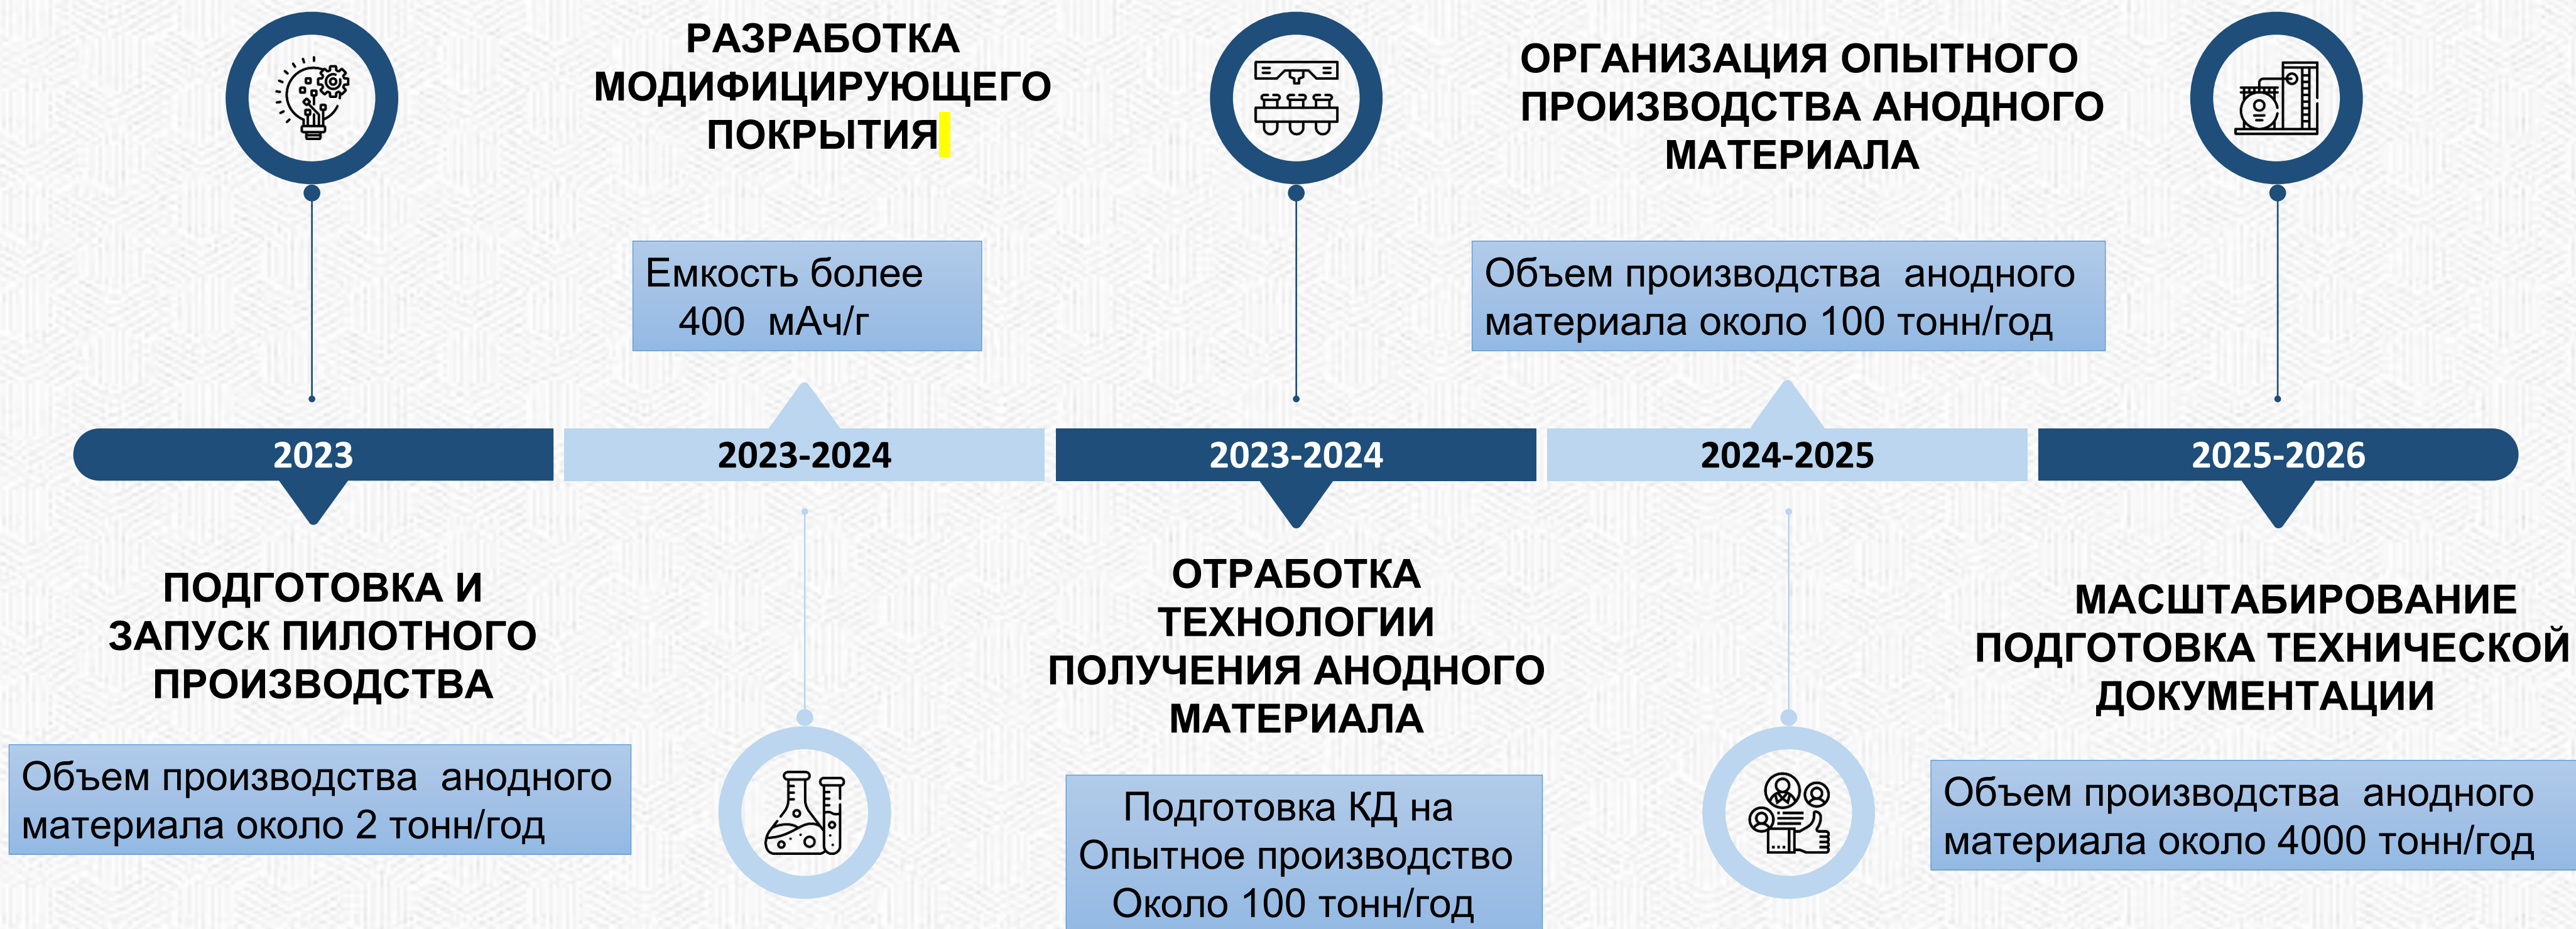 РАЗРАБОТКА
МОДИФИЦИРУЮЩЕГО
ПОКРЫТИЯ
ОРГАНИЗАЦИЯ ОПЫТНОГО
ПРОИЗВОДСТВА АНОДНОГО
МАТЕРИАЛА
Емкость более
400 мАч/г
Объем производства анодного
материала около 100 тонн/год
2023
2023-2024
2023-2024
2024-2025
2025-2026
ПОДГОТОВКА И
ЗАПУСК ПИЛОТНОГО
ПРОИЗВОДСТВА
Объем производства анодного
материала около 2 тонн/год
ОТРАБОТКА
ТЕХНОЛОГИИ
ПОЛУЧЕНИЯ АНОДНОГО
МАТЕРИАЛА
Подготовка КД на
Опытное производство
Около 100 тонн/год
МАСШТАБИРОВАНИЕ
ПОДГОТОВКА ТЕХНИЧЕСКОЙ
ДОКУМЕНТАЦИИ
Объем производства анодного
материала около 4000 тонн/год